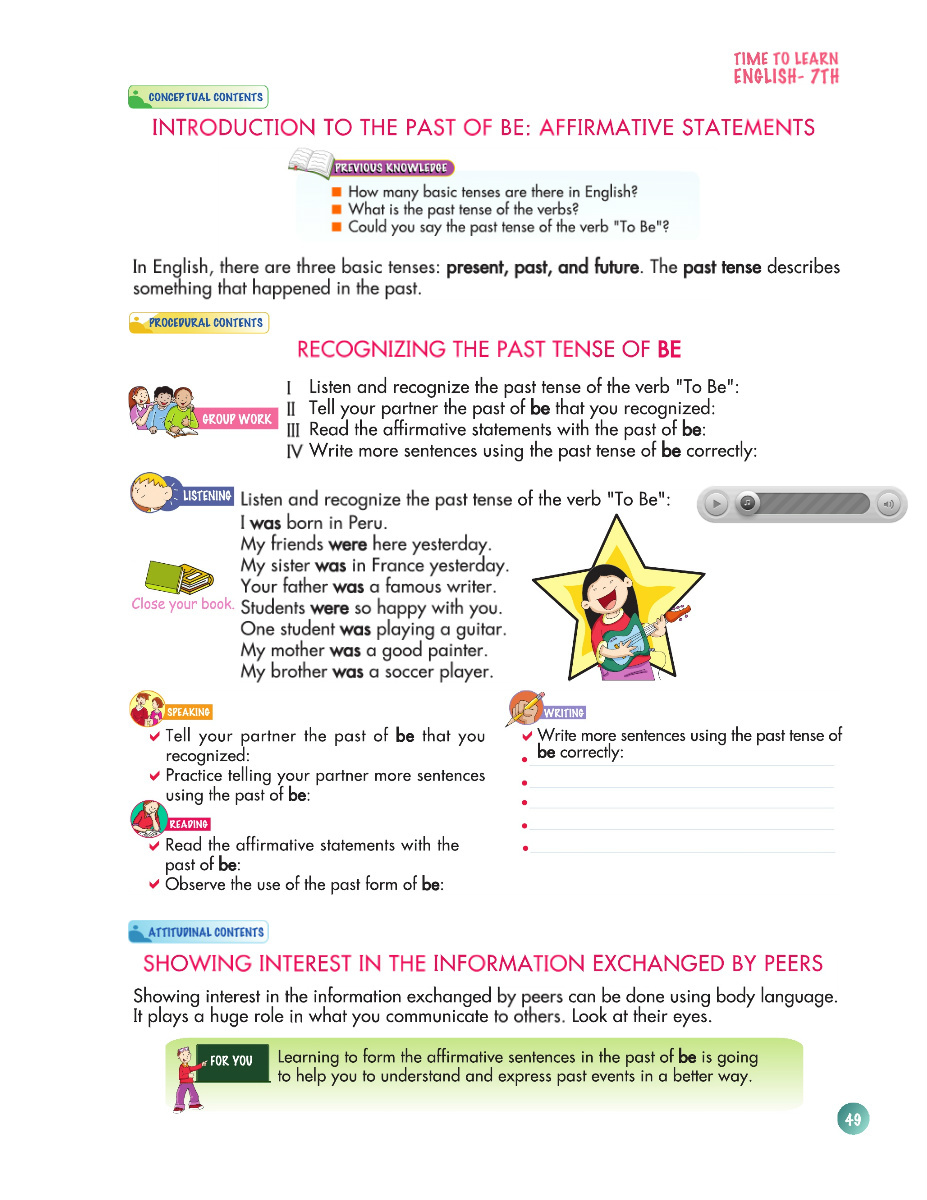 TIME TO LEARN
ENGLISH- 7TH
CONCEPTUAL CONTENTS
INTRODUCTION TO THE PAST OF BE: AFFIRMATIVE STATEMENTS
PREVIOUS KNOWLEDGE
How many basic tenses are there in English?
What is the past tense of the verbs?
Could you say the past tense of the verb "To Be"?
In English, there are three basic tenses: present, past, and future. The past tense describes
something that happened in the past.
PROCEDURAL CONTENTS
RECOGNIZING THE PAST TENSE OF BE
GROUP WORK
I Listen and recognize the past tense of the verb "To Be":
II Tell your partner the past of be that you recognized:
III Read the affirmative statements with the past of be:
IV Write more sentences using the past tense of be correctly:
LISTENING
Listen and recognize the past tense of the verb "To Be":
I was born in Peru.
My friends were here yesterday.
My sister was in France yesterday.
Your father was a famous writer.
Close your book.
Students were so happy with you.
One student was playing a guitar.
My mother was a good painter.
My brother was a soccer player.
SPEAKING
Tell your partner the past of be that you
recognized:
Practice telling your partner more sentences
using the past of be:
READING
Read the affirmative statements with the
past of be:
Observe the use of the past form of be:
WRITING
Write more sentences using the past tense of
be correctly:
ATTITUDINAL CONTENTS
SHOWING INTEREST IN THE INFORMATION EXCHANGED BY PEERS
Showing interest in the information exchanged by peers can be done using body language.
It plays a huge role in what you communicate to others. Look at their eyes.
FOR YOU
Learning to form the affirmative sentences in the past of be is going
to help you to understand and express past events in a better way.
49